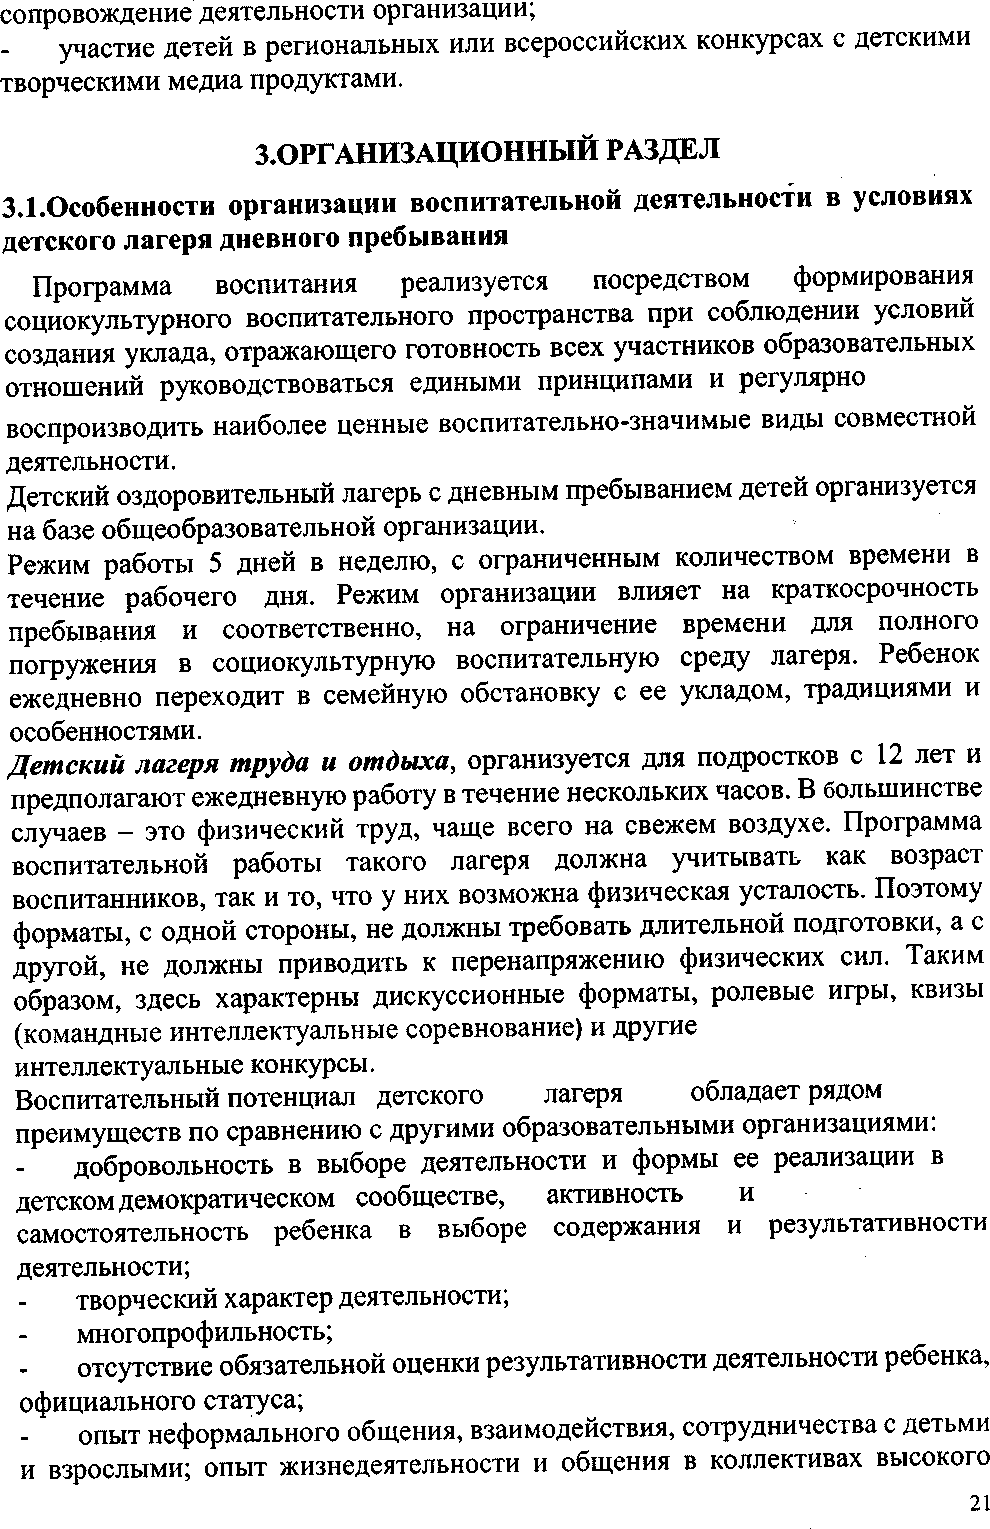 сопровождение деятельности организации;
- участие детей в региональных или всероссийских конкурсах с детскими
творческими медиа продуктами.
3.ОРГАНИЗАЦИОННЫЙ РАЗДЕЛ
3.1.Особенности организации воспитательной деятельности в условиях
детского лагеря дневного пребывания
Программа воспитания реализуется посредством формирования
социокультурного воспитательного пространства при соблюдении условий
создания уклада, отражающего готовность всех участников образовательных
отношений руководствоваться едиными принципами и регулярно
воспроизводить наиболее ценные воспитательно-значимые виды совместной
деятельности.
Детский оздоровительный лагерь с дневным пребыванием детей организуется
на базе общеобразовательной организации.
Режим работы 5 дней в неделю, с ограниченным количеством времени в
течение рабочего дня. Режим организации влияет на краткосрочность
пребывания и соответственно, на ограничение времени для полного
погружения в социокультурную воспитательную среду лагеря. Ребенок
ежедневно переходит в семейную обстановку с ее укладом, традициями и
особенностями.
Детский лагеря труда и отдыха, организуется для подростков с 12 лет и
предполагают ежедневную работу в течение нескольких часов. В большинстве
случаев – это физический труд, чаще всего на свежем воздухе. Программа
воспитательной работы такого лагеря должна учитывать как возраст
воспитанников, так и то, что у них возможна физическая усталость. Поэтому
форматы, с одной стороны, не должны требовать длительной подготовки, а с
другой, не должны приводить к перенапряжению физических сил. Таким
образом, здесь характерны дискуссионные форматы, ролевые игры, квизы
(командные интеллектуальные соревнование) и другие
интеллектуальные конкурсы.
Воспитательный потенциал детского лагеря обладает рядом
преимуществ по сравнению с другими образовательными организациями:
- добровольность в выборе деятельности и формы ее реализации в
детском демократическом сообществе, активность и
самостоятельность ребенка в выборе содержания и результативности
деятельности;
- творческий характер деятельности;
- многопрофильность;
- отсутствие обязательной оценки результативности деятельности ребенка,
официального статуса;
- опыт неформального общения, взаимодействия, сотрудничества с детьми
и взрослыми; опыт жизнедеятельности и общения в коллективах высокого
21